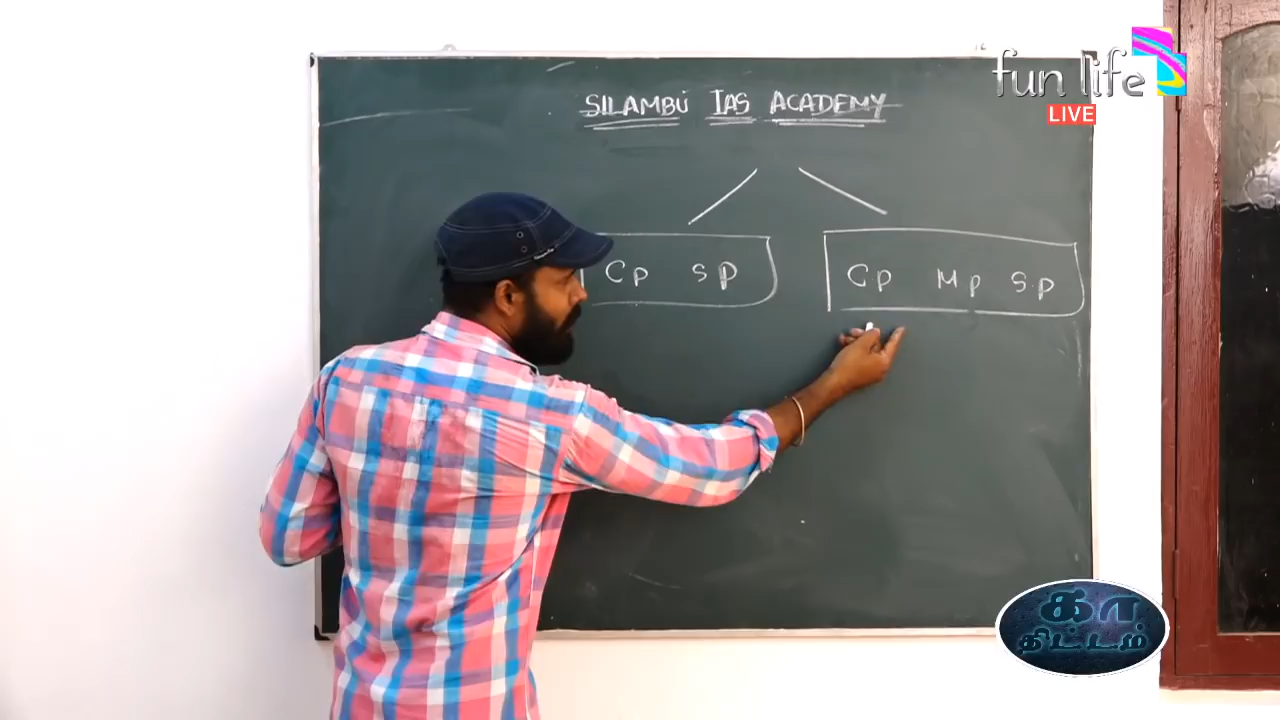 fun life
LIVE
SILAMBU IAS ACADEMY
CP SP
CP MP SP
கா
திட்டம்